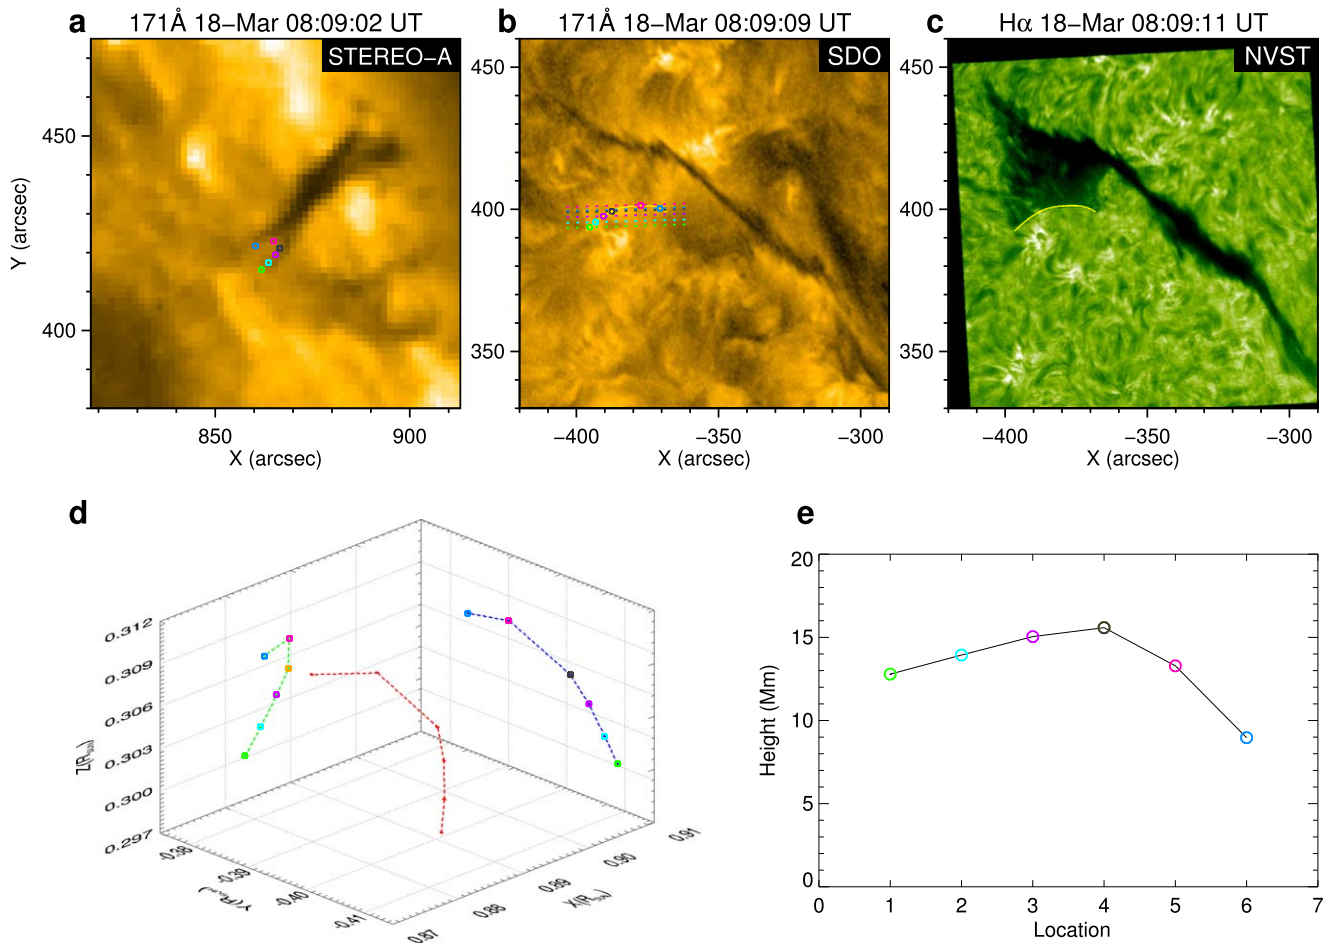 a
171Å 18−Mar 08:09:02 UT
STEREO−A
450
400
Y (arcsec)
850
900
X (arcsec)
b
171Å 18−Mar 08:09:09 UT
SDO
450
400
350
−400
−350
−300
X (arcsec)
c
Hα 18−Mar 08:09:11 UT
NVST
450
400
350
−400
−350
−300
X (arcsec)
d
0.312
0.309
0.306
0.303
0.300
0.297
Z(R_sun)
-0.38
-0.39
-0.40
-0.41
Y(R_sun)
0.87
0.88
0.89
0.90
0.91
X(R_sun)
e
20
15
10
5
0
Height (Mm)
0
1
2
3
4
5
6
7
Location